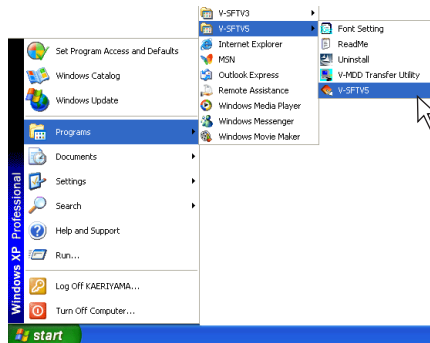 V-SFTV3
V-SFTV5
Internet Explorer
MSN
Outlook Express
Remote Assistance
Windows Media Player
Windows Messenger
Windows Movie Maker
Font Setting
ReadMe
Uninstall
V-MDD Transfer Utility
V-SFTV5
Set Program Access and Defaults
Windows Catalog
Windows Update
Programs
Documents
Settings
Search
Help and Support
Run...
Log Off KAERIYAMA...
Turn Off Computer...
Windows XP Professional
start